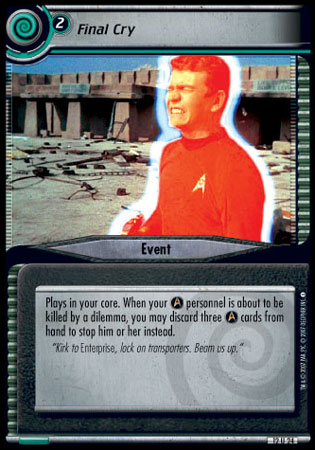 2
Final Cry
Event
Plays in your core. When your personnel is about to be
killed by a dilemma, you may discard three cards from
hand to stop him or her instead.
"Kirk to Enterprise, lock on transporters. Beam us up."
12 U 24